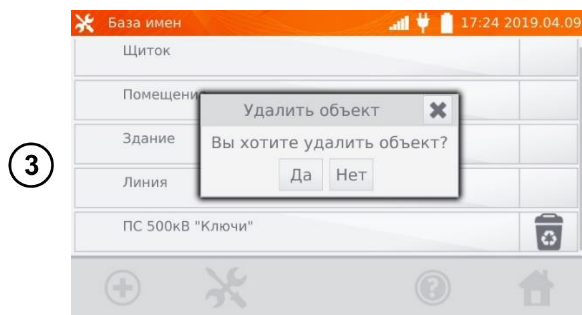 База имен 17:24 2019.04.09
Щиток
Помещени
Удалить объект
Здание
Вы хотите удалить объект?
3
Да Нет
Линия
ПС 500кВ "Ключи"